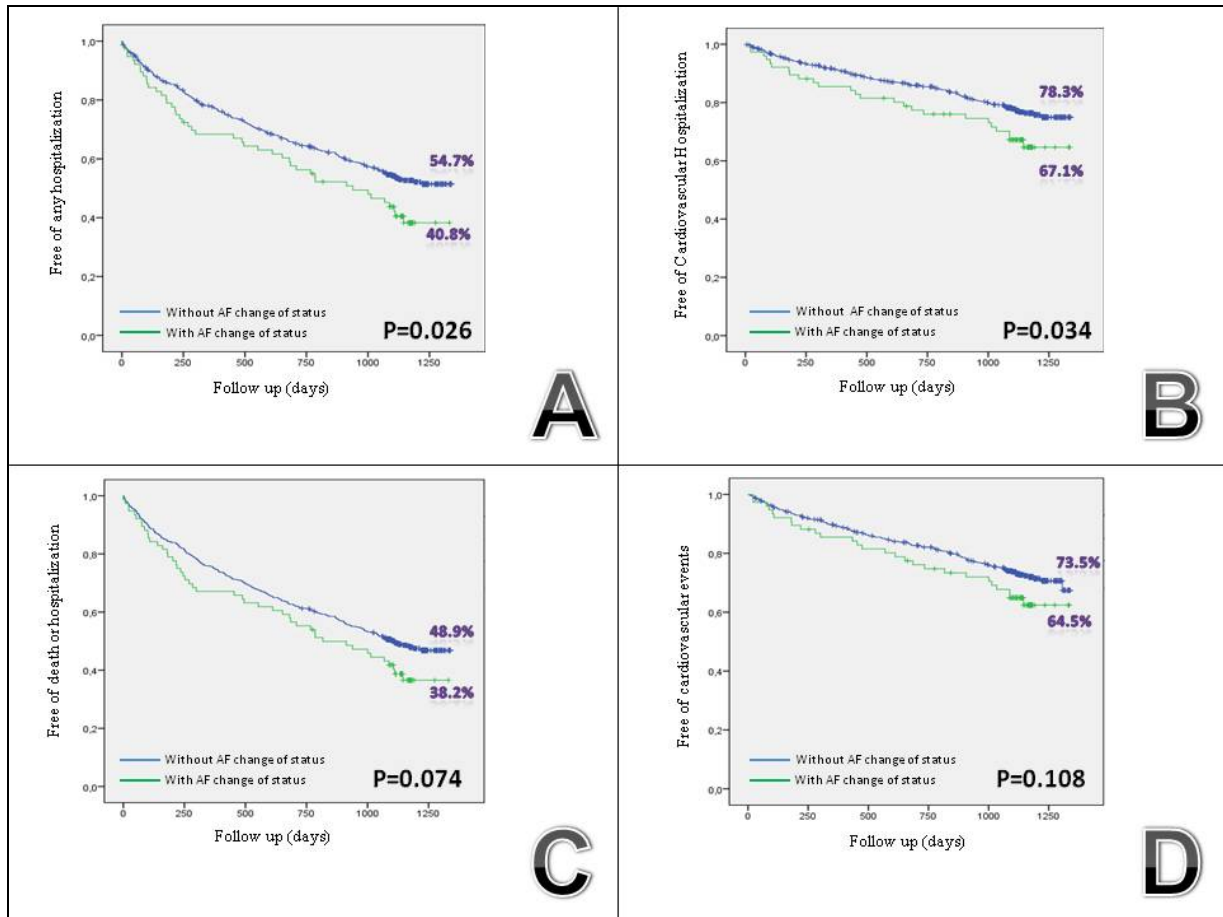 Free of any hospitalization
1,0
0,8
0,6
0,4
0,2
0,0
54.7%
40.8%
Without AF change of status
With AF change of status
P=0.026
0 250 500 750 1000 1250
Follow up (days)
A
Free of Cardiovascular Hospitalization
1,0
0,8
0,6
0,4
0,2
0,0
78.3%
67.1%
Without AF change of status
With AF change of status
P=0.034
0 250 500 750 1000 1250
Follow up (days)
B
Free of death or hospitalization
1,0
0,8
0,6
0,4
0,2
0,0
48.9%
38.2%
Without AF change of status
With AF change of status
P=0.074
0 250 500 750 1000 1250
Follow up (days)
C
Free of cardiovascular events
1,0
0,8
0,6
0,4
0,2
0,0
73.5%
64.5%
Without AF change of status
With AF change of status
P=0.108
0 250 500 750 1000 1250
Follow up (days)
D